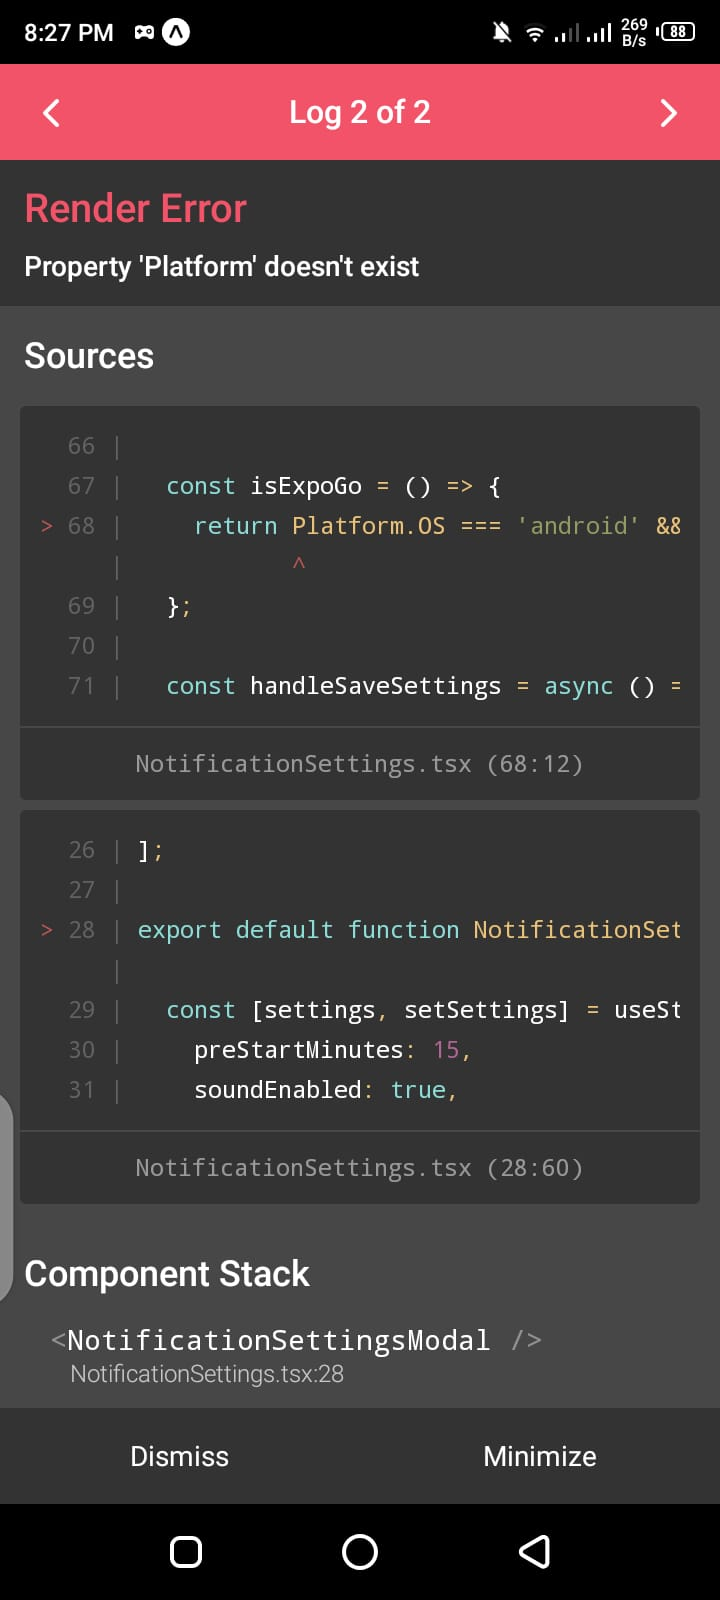 8:27 PM
269
B/s
88
Log 2 of 2
Render Error
Property 'Platform' doesn't exist
Sources
66 |
67 | const isExpoGo = () => {
> 68 | return Platform.OS === 'android' &&
| ^
69 | };
70 |
71 | const handleSaveSettings = async () =
NotificationSettings.tsx (68:12)
26 | ];
27 |
> 28 | export default function NotificationSet
|
29 | const [settings, setSettings] = useSt
30 | preStartMinutes: 15,
31 | soundEnabled: true,
NotificationSettings.tsx (28:60)
Component Stack
<NotificationSettingsModal />
NotificationSettings.tsx:28
Dismiss
Minimize